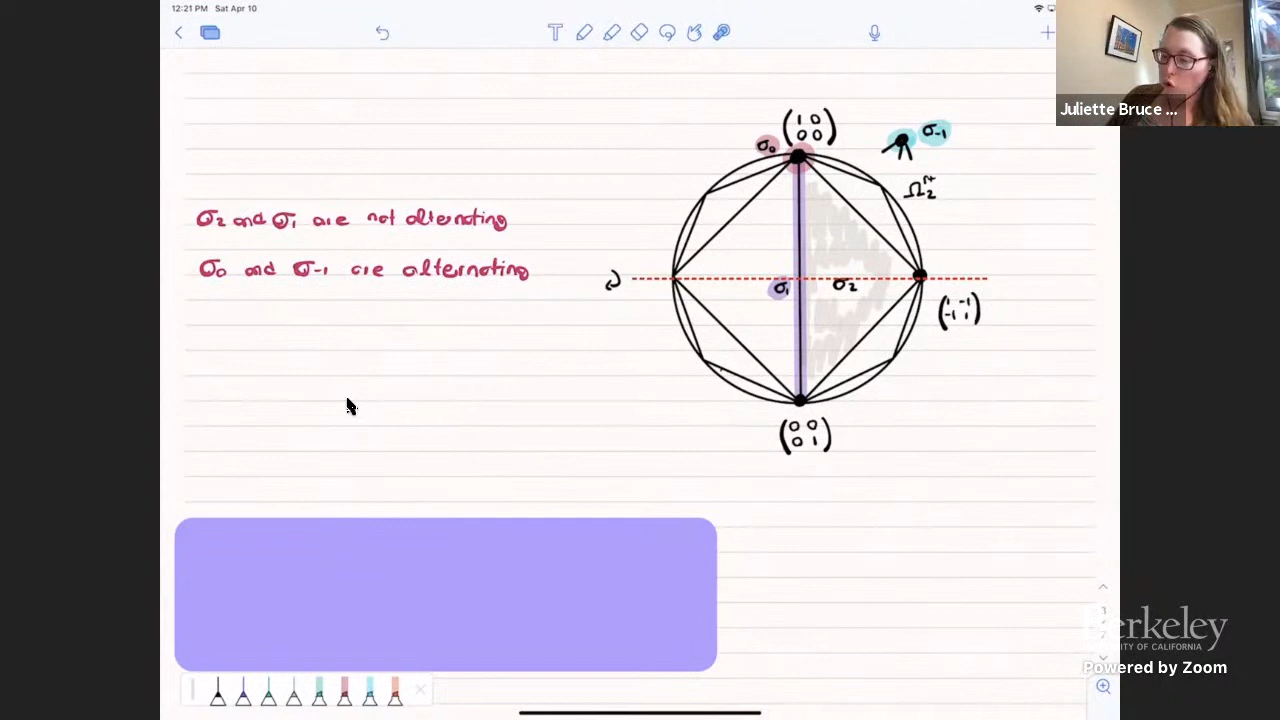 12:21 PM Sat Apr 10
Juliette Bruce ...
(1 0
0 0)
σ₀
σ₋₁
Ω₂ʳᵗ
σ₂ and σ₁ are not alternating
σ₀ and σ₋₁ are alternating
σ₁
σ₂
(1 -1
-1 1)
(0 0
0 1)
Berkeley
UNIVERSITY OF CALIFORNIA
Powered by Zoom